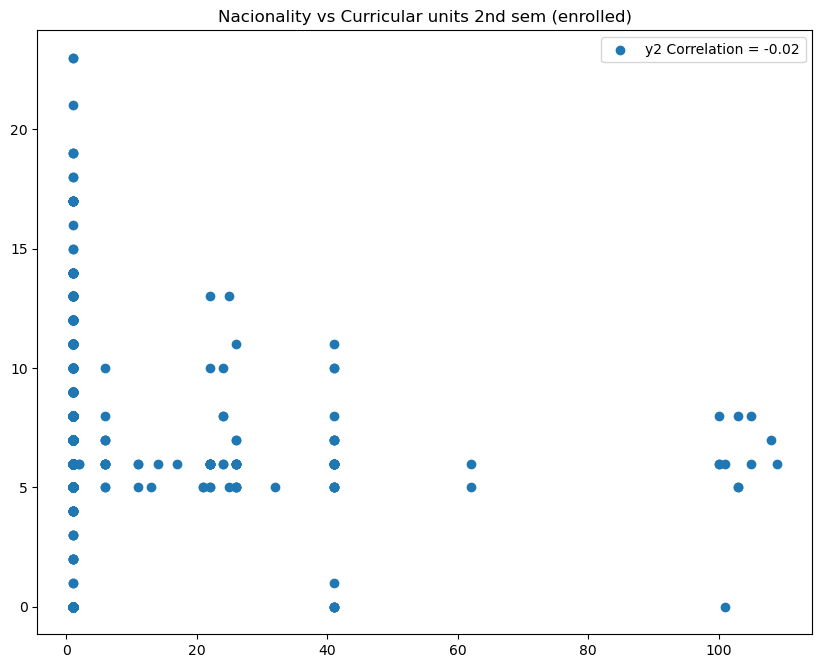 Nacionality vs Curricular units 2nd sem (enrolled)
y2 Correlation = -0.02
20
15
10
5
0
0 20 40 60 80 100